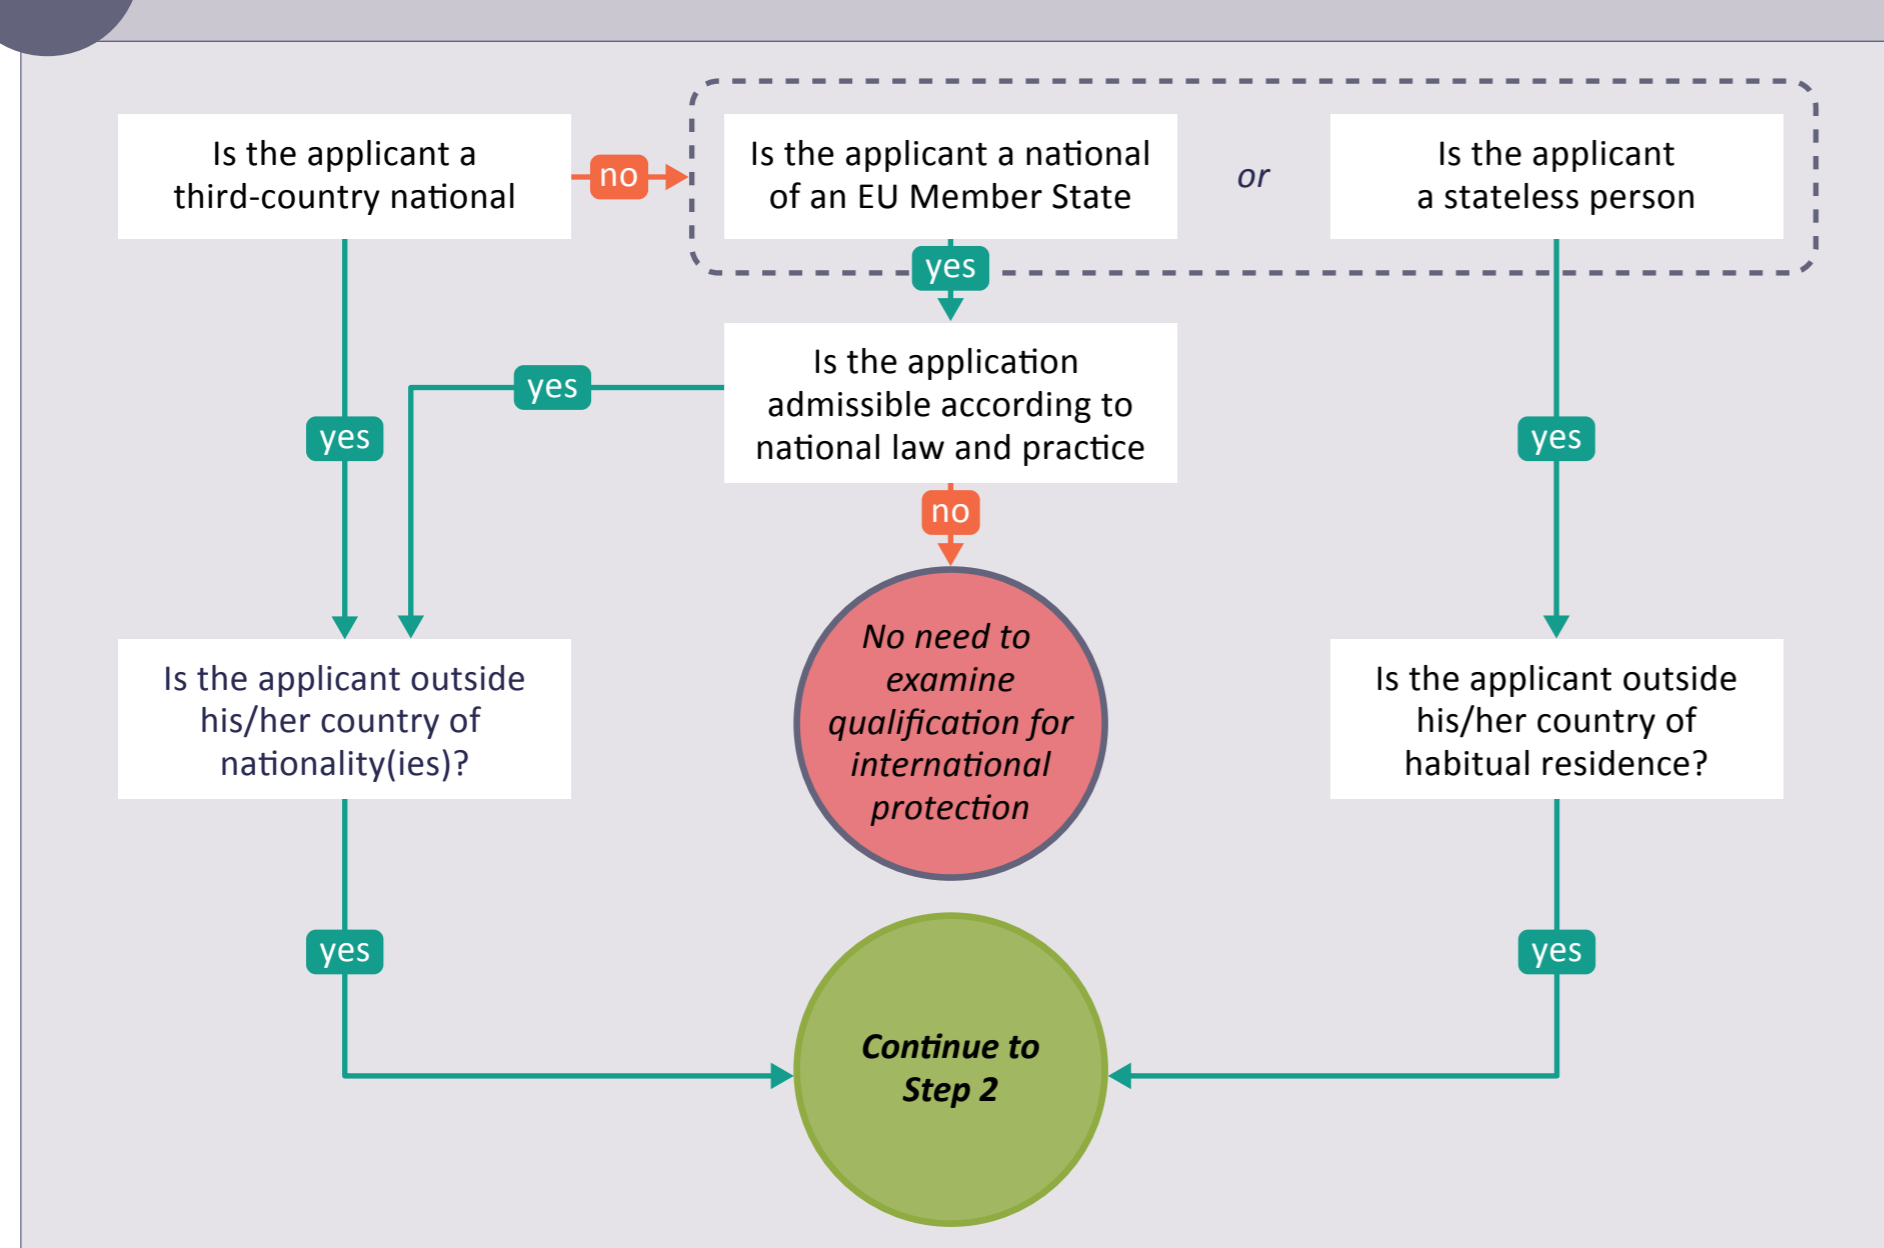 Is the applicant a
third-country national
no
Is the applicant a national
of an EU Member State
or
Is the applicant
a stateless person
yes
Is the application
admissible according to
national law and practice
yes
yes
yes
no
Is the applicant outside
his/her country of
nationality(ies)?
No need to
examine
qualification for
international
protection
Is the applicant outside
his/her country of
habitual residence?
yes
yes
Continue to
Step 2